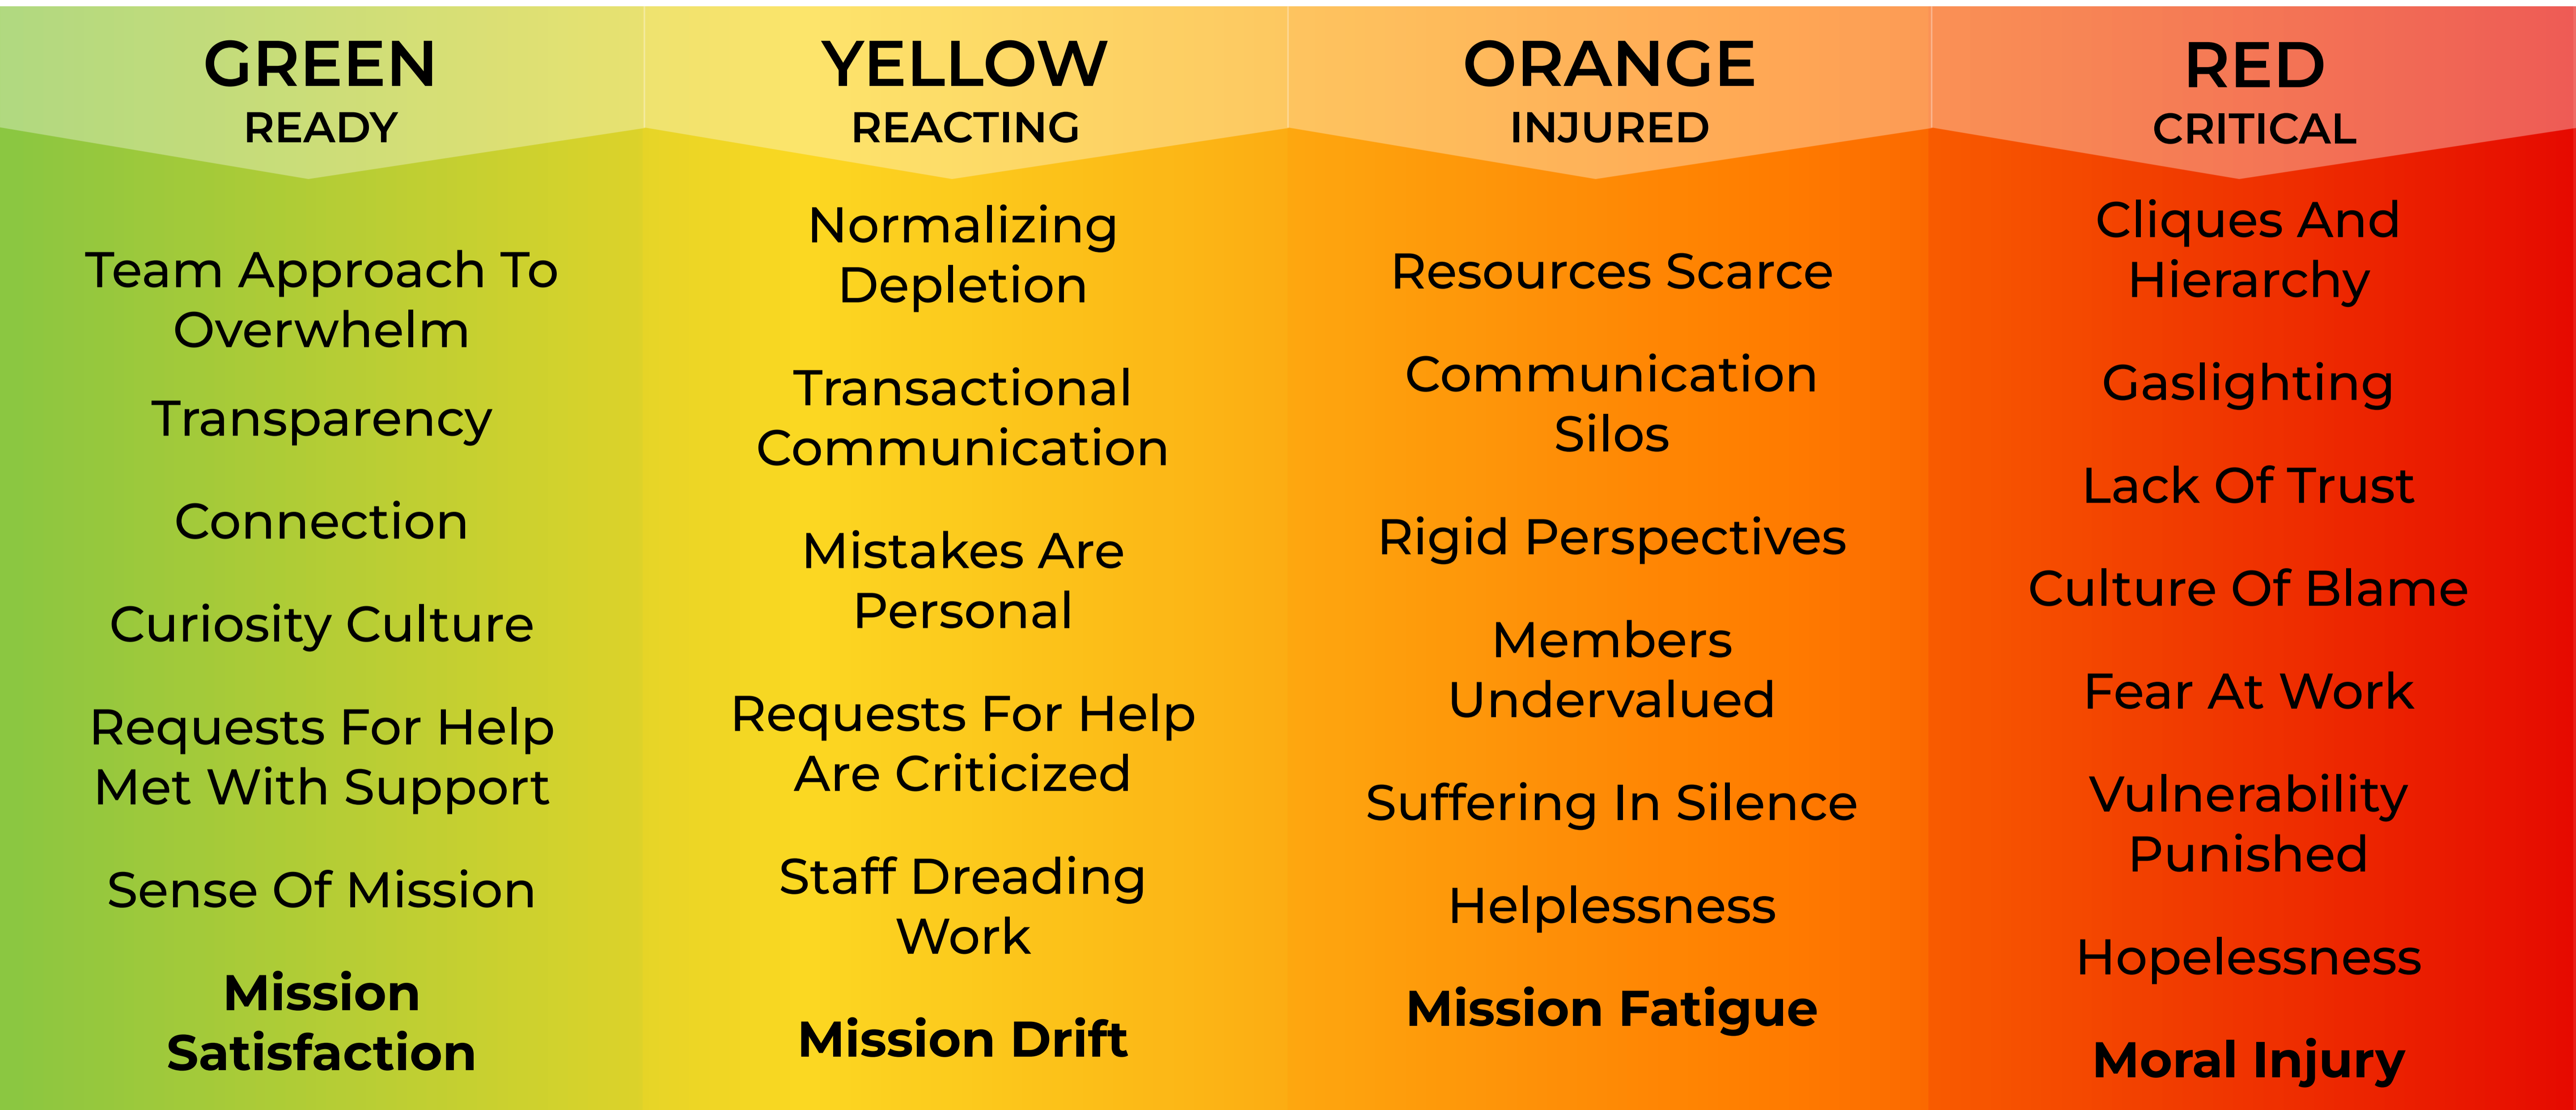 GREEN
READY
Team Approach To
Overwhelm
Transparency
Connection
Curiosity Culture
Requests For Help
Met With Support
Sense Of Mission
Mission
Satisfaction
YELLOW
REACTING
Normalizing
Depletion
Transactional
Communication
Mistakes Are
Personal
Requests For Help
Are Criticized
Staff Dreading
Work
Mission Drift
ORANGE
INJURED
Resources Scarce
Communication
Silos
Rigid Perspectives
Members
Undervalued
Suffering In Silence
Helplessness
Mission Fatigue
RED
CRITICAL
Cliques And
Hierarchy
Gaslighting
Lack Of Trust
Culture Of Blame
Fear At Work
Vulnerability
Punished
Hopelessness
Moral Injury